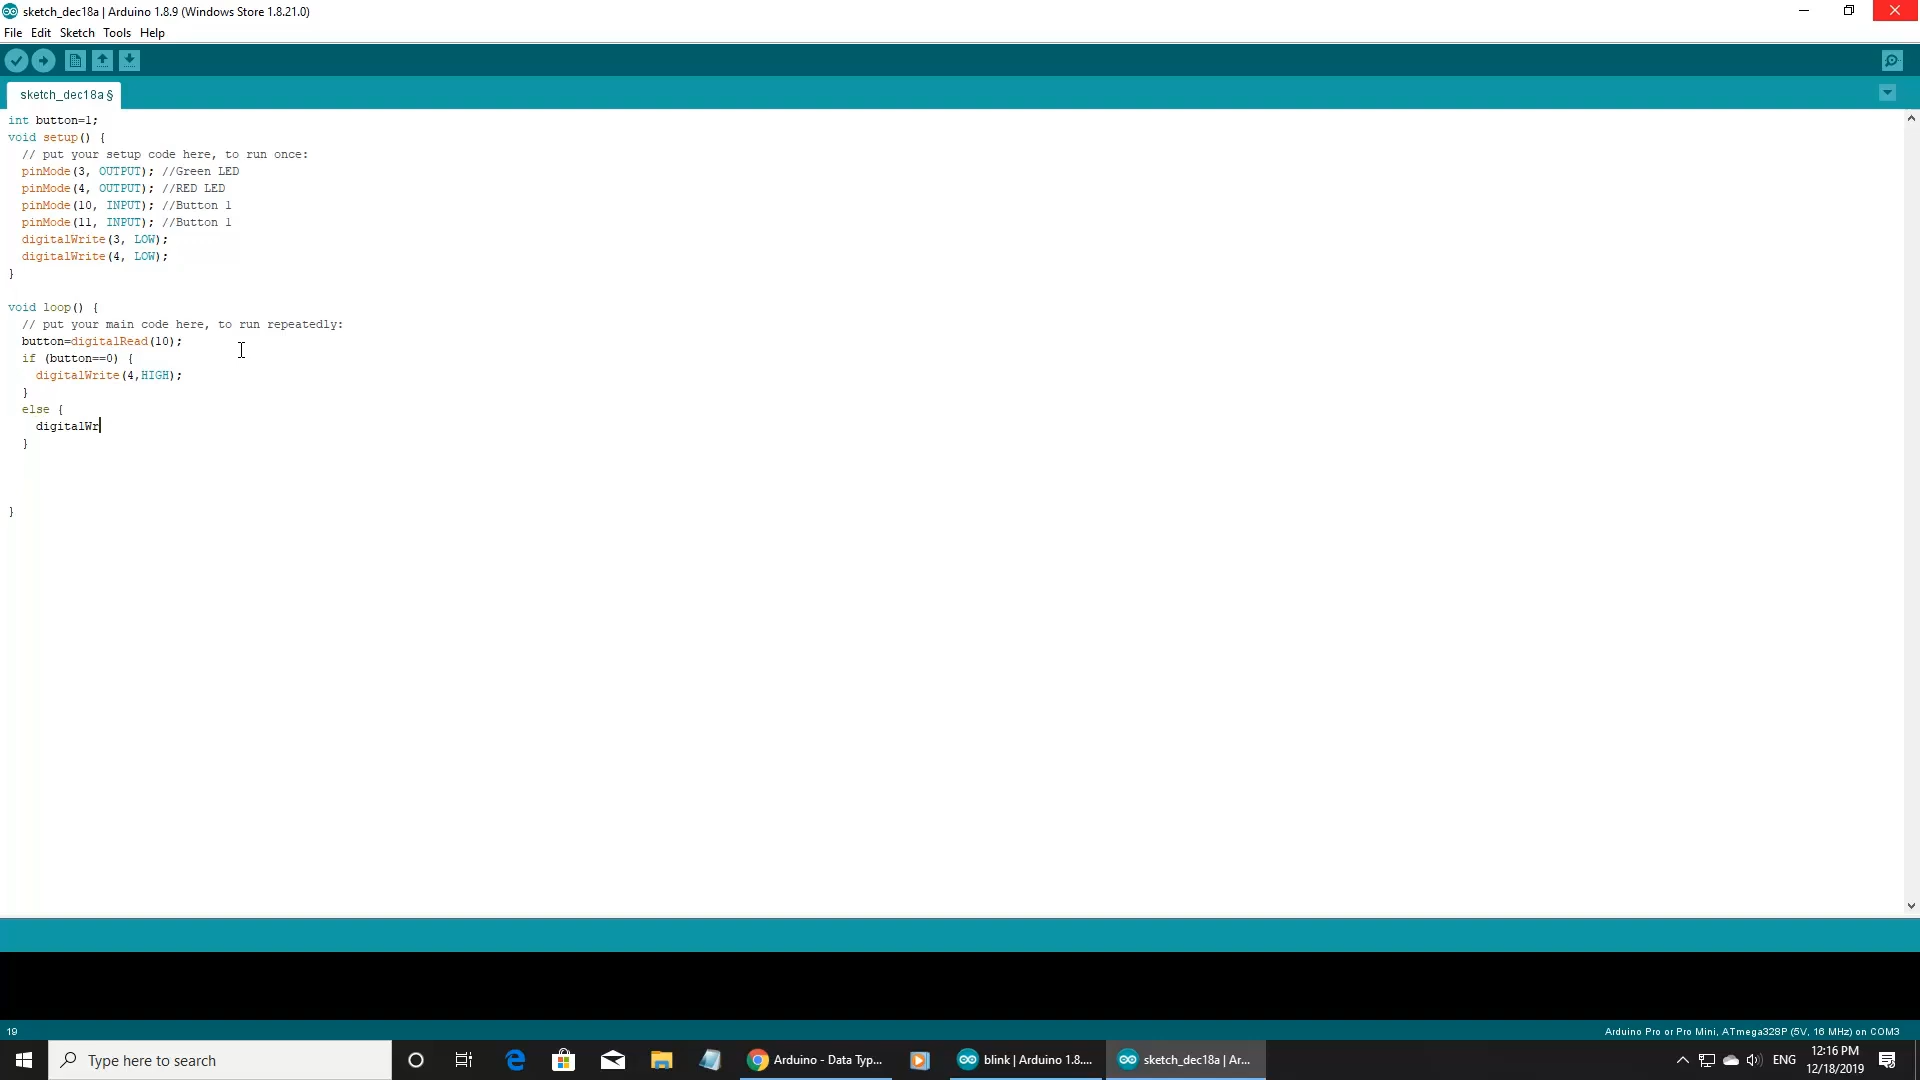 sketch_dec18a | Arduino 1.8.9 (Windows Store 1.8.21.0)
File Edit Sketch Tools Help
sketch_dec18a §
int button=1;
void setup() {
  // put your setup code here, to run once:
  pinMode(3, OUTPUT); //Green LED
  pinMode(4, OUTPUT); //RED LED
  pinMode(10, INPUT); //Button 1
  pinMode(11, INPUT); //Button 1
  digitalWrite(3, LOW);
  digitalWrite(4, LOW);
}
void loop() {
  // put your main code here, to run repeatedly:
  button=digitalRead(10);
  if (button==0) {
    digitalWrite(4,HIGH);
  }
  else {
    digitalWr
  }
}
19
Arduino Pro or Pro Mini, ATmega328P (5V, 16 MHz) on COM3
Type here to search
Arduino - Data Typ...
blink | Arduino 1.8....
sketch_dec18a | Ar...
ENG
12:16 PM
12/18/2019